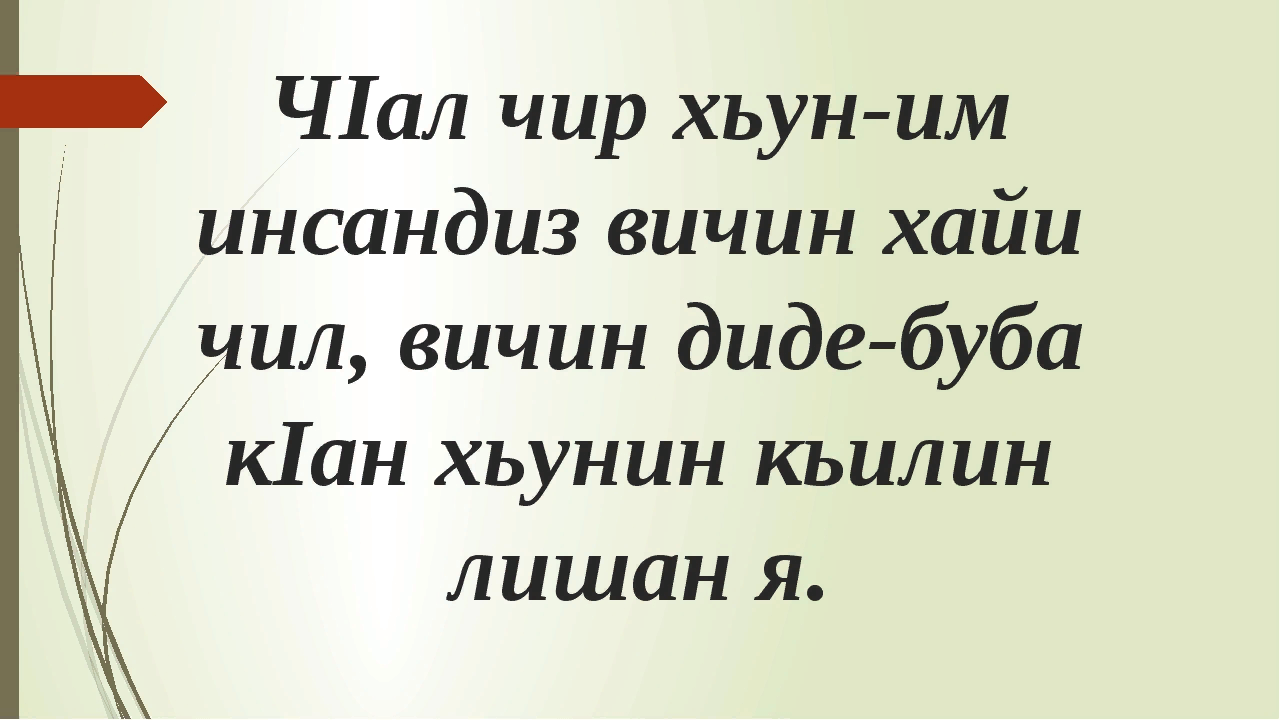 ЧIал чир хьун-им
инсандиз вичин хайи
чил, вичин диде-буба
кIан хьунин кьилин
лишан я.